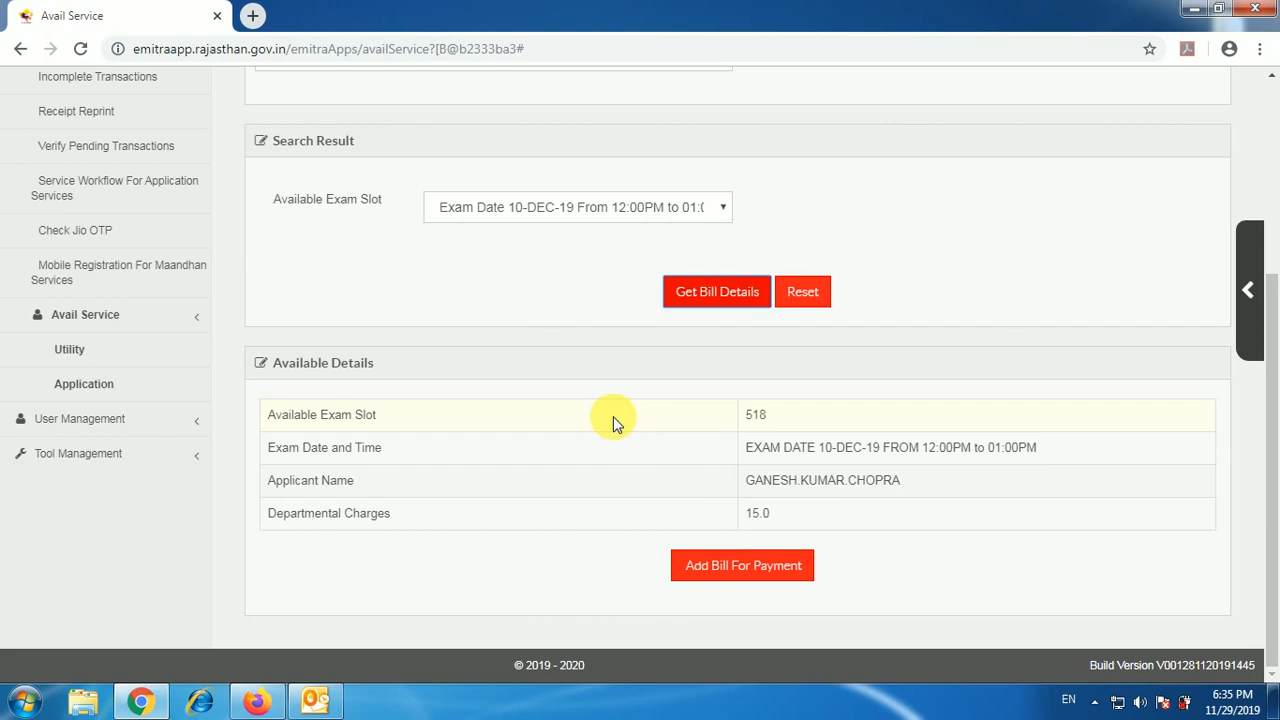 Avail Service
emitraapp.rajasthan.gov.in/emitraApps/availService?[B@b2333ba3#
Incomplete Transactions
Receipt Reprint
Verify Pending Transactions
Service Workflow For Application
Services
Check Jio OTP
Mobile Registration For Maandhan
Services
Avail Service
Utility
Application
User Management
Tool Management
Search Result
Available Exam Slot
Exam Date 10-DEC-19 From 12:00PM to 01:0
Get Bill Details
Reset
Available Details
Available Exam Slot 518
Exam Date and Time EXAM DATE 10-DEC-19 FROM 12:00PM to 01:00PM
Applicant Name GANESH.KUMAR.CHOPRA
Departmental Charges 15.0
Add Bill For Payment
© 2019 - 2020
Build Version V001281120191445
EN
6:35 PM
11/29/2019